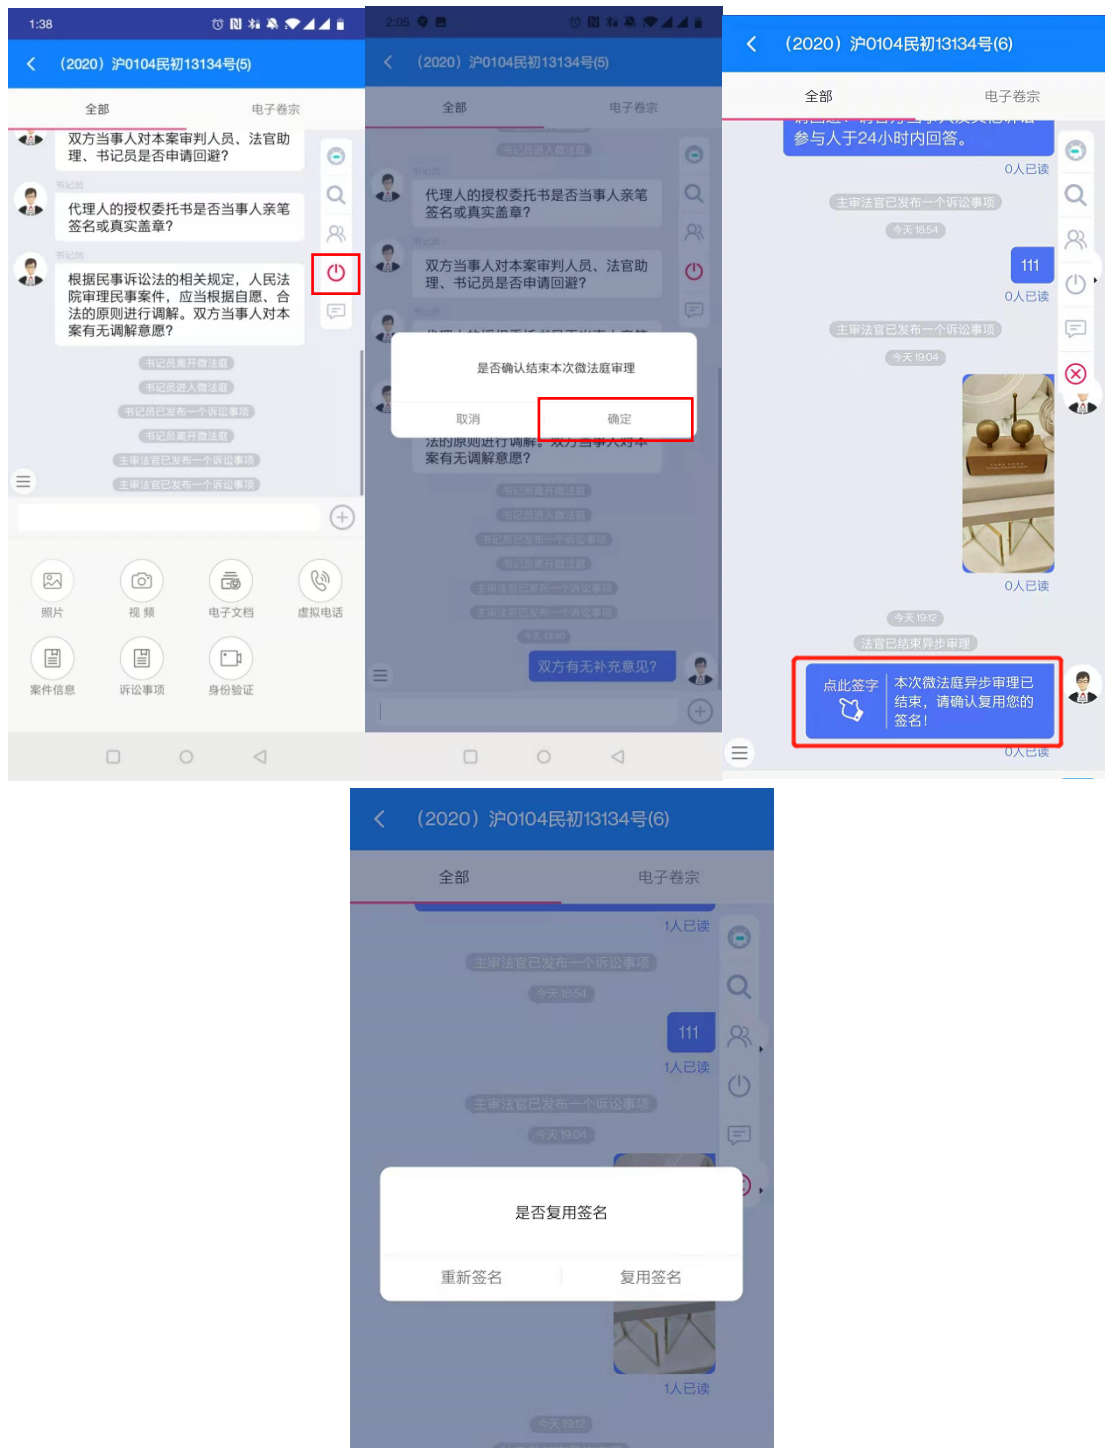 1:38
（2020）沪0104民初13134号(5)
全部
电子卷宗
双方当事人对本案审判人员、法官助
理、书记员是否申请回避?
书记员
代理人的授权委托书是否当事人亲笔
签名或真实盖章?
书记员
根据民事诉讼法的相关规定，人民法
院审理民事案件，应当根据自愿、合
法的原则进行调解。双方当事人对本
案有无调解意愿?
书记员离开微法庭
书记员进入微法庭
书记员已发布一个诉讼事项
书记员离开微法庭
主审法官已发布一个诉讼事项
主审法官已发布一个诉讼事项
照片
视频
电子文档
虚拟电话
案件信息
诉讼事项
身份验证
2:05
（2020）沪0104民初13134号(5)
全部
电子卷宗
书记员进入微法庭
书记员
代理人的授权委托书是否当事人亲笔
签名或真实盖章?
书记员
双方当事人对本案审判人员、法官助
理、书记员是否申请回避?
书记员
是否确认结束本次微法庭审理
取消
确定
法的原则进行调解。双方当事人对本
案有无调解意愿?
书记员离开微法庭
书记员进入微法庭
书记员已发布一个诉讼事项
书记员离开微法庭
主审法官已发布一个诉讼事项
主审法官已发布一个诉讼事项
今天 13:40
双方有无补充意见?
（2020）沪0104民初13134号(6)
全部
电子卷宗
参与人于24小时内回答。
0人已读
主审法官已发布一个诉讼事项
今天 18:54
111
0人已读
主审法官已发布一个诉讼事项
今天 19:04
0人已读
今天 19:12
法官已结束异步审理
点此签字
本次微法庭异步审理已
结束，请确认复用您的
签名!
0人已读
（2020）沪0104民初13134号(6)
全部
电子卷宗
1人已读
主审法官已发布一个诉讼事项
今天 18:54
111
1人已读
主审法官已发布一个诉讼事项
今天 19:04
是否复用签名
重新签名
复用签名
1人已读
今天 19:12